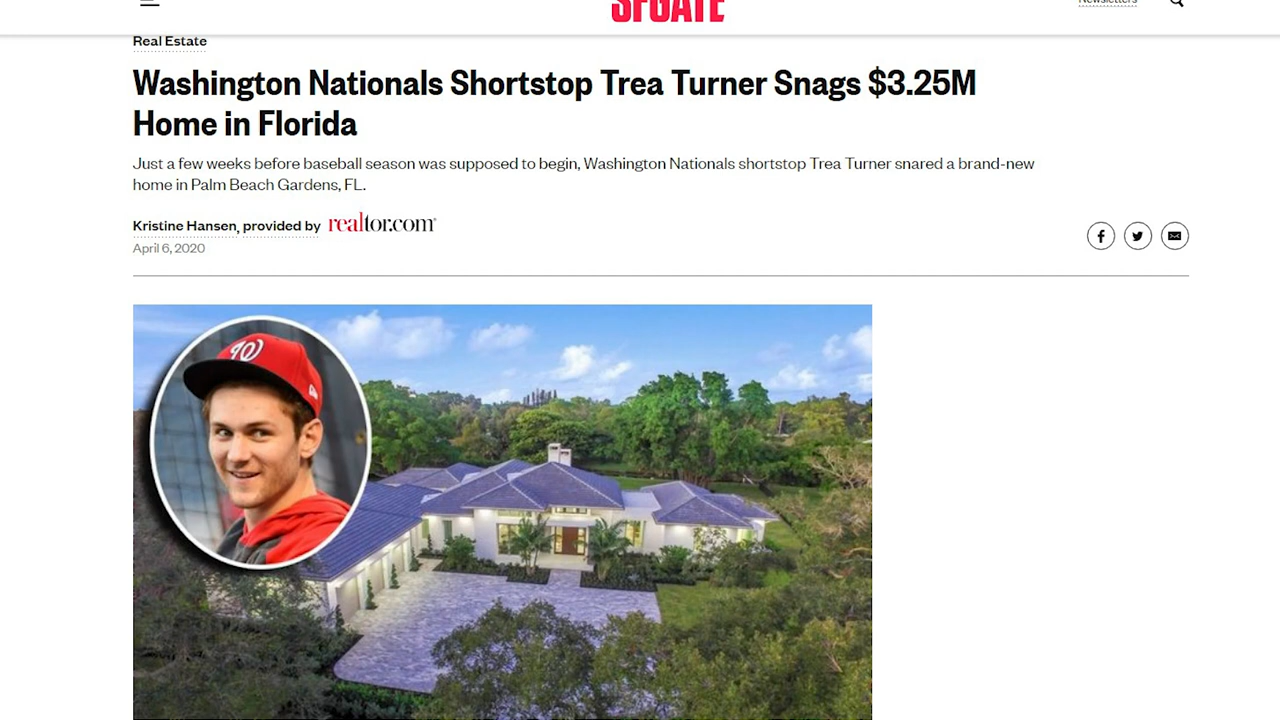 SFGATE
Newsletters
Real Estate
Washington Nationals Shortstop Trea Turner Snags $3.25M
Home in Florida
Just a few weeks before baseball season was supposed to begin, Washington Nationals shortstop Trea Turner snared a brand-new
home in Palm Beach Gardens, FL.
Kristine Hansen, provided by realtor.com®
April 6, 2020
W